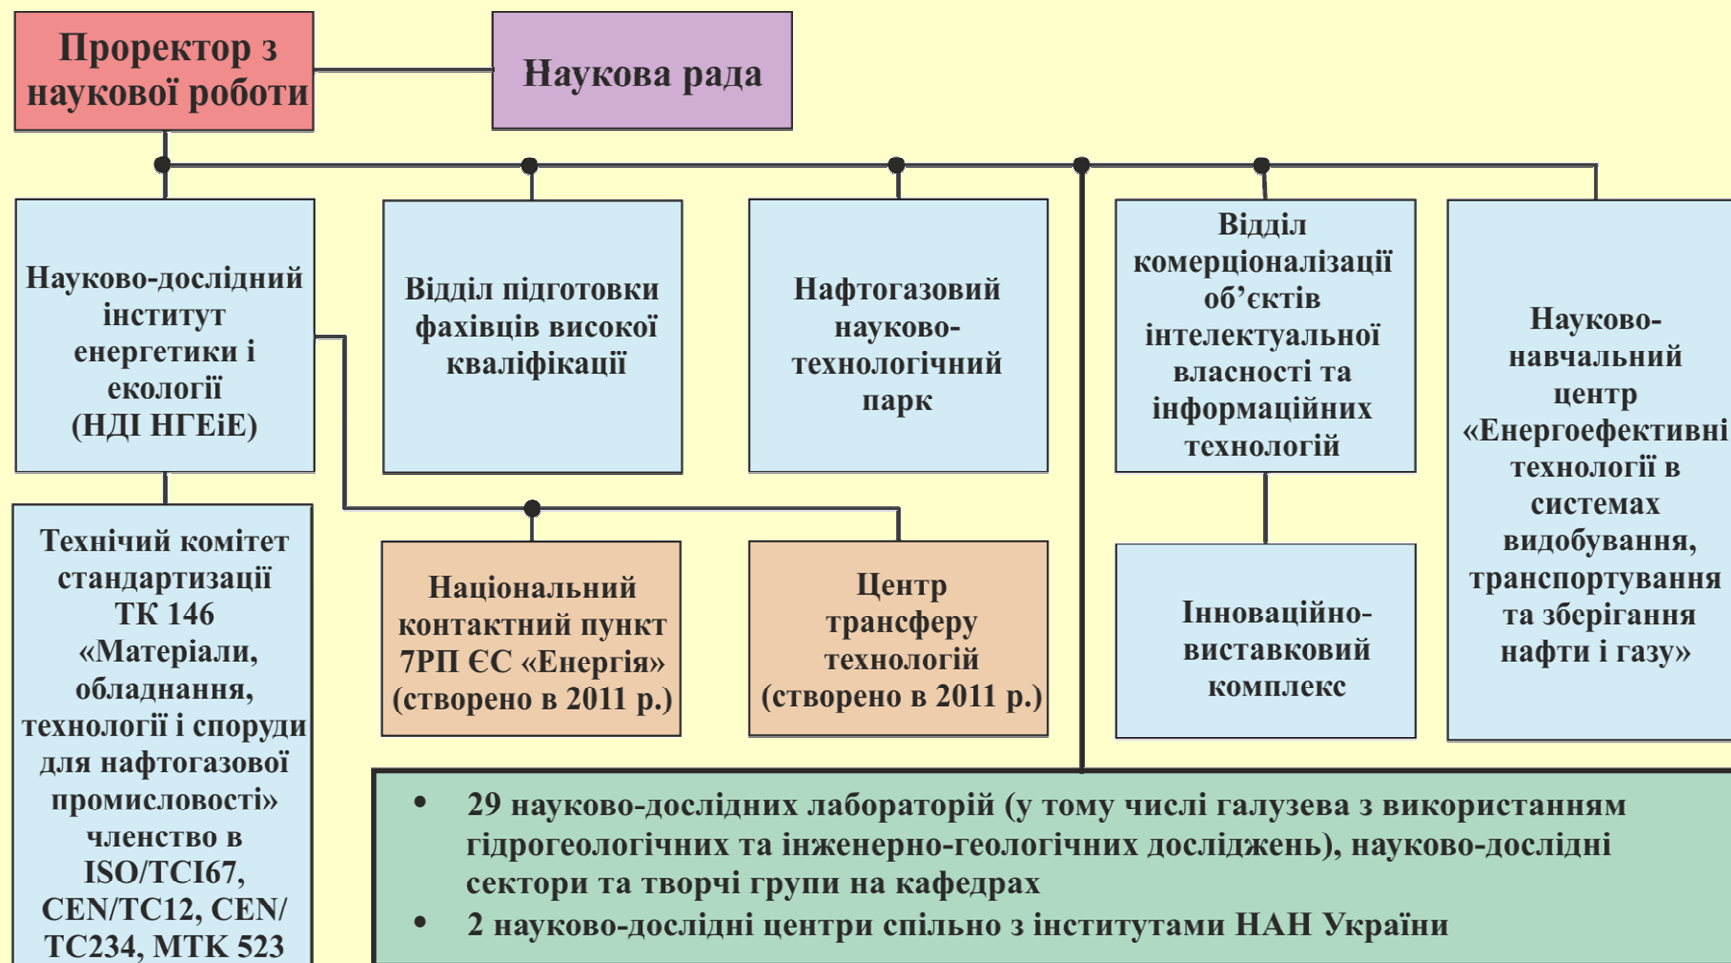 Проректор з
наукової роботи
Наукова рада
Науково-дослідний
інститут
енергетики і
екології
(НДІ НГЕіЕ)
Відділ підготовки
фахівців високої
кваліфікації
Нафтогазовий
науково-
технологічний
парк
Відділ
комерціоналізації
об’єктів
інтелектуальної
власності та
інформаційних
технологій
Науково-
навчальний
центр
«Енергоефективні
технології в
системах
видобування,
транспортування
та зберігання
нафти і газу»
Технічий комітет
стандартизації
ТК 146
«Матеріали,
обладнання,
технології і споруди
для нафтогазової
промисловості»
членство в
ISO/TCI67,
CEN/TC12, CEN/
TC234, МТК 523
Національний
контактний пункт
7РП ЄС «Енергія»
(створено в 2011 р.)
Центр
трансферу
технологій
(створено в 2011 р.)
Інноваційно-
виставковий
комплекс
• 29 науково-дослідних лабораторій (у тому числі галузева з використанням
гідрогеологічних та інженерно-геологічних досліджень), науково-дослідні
сектори та творчі групи на кафедрах
• 2 науково-дослідні центри спільно з інститутами НАН України